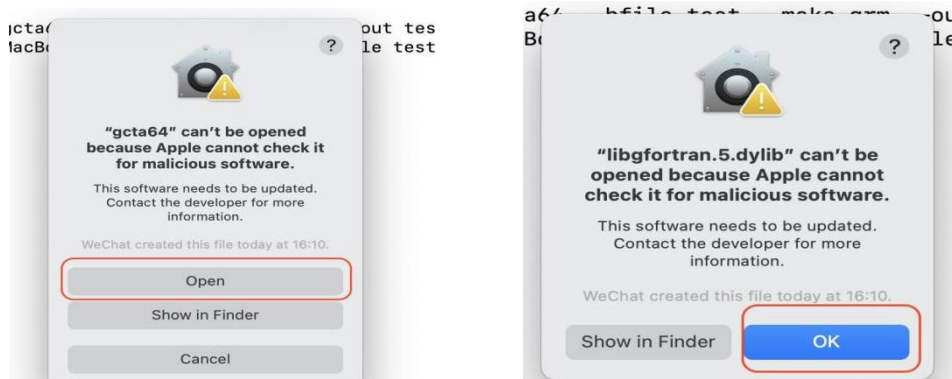 out tes
le test
?
"gcta64" can't be opened
because Apple cannot check it
for malicious software.
This software needs to be updated.
Contact the developer for more
information.
WeChat created this file today at 16:10.
Open
Show in Finder
Cancel
?
"libgfortran.5.dylib" can't be
opened because Apple cannot
check it for malicious software.
This software needs to be updated.
Contact the developer for more
information.
WeChat created this file today at 16:10.
Show in Finder
OK